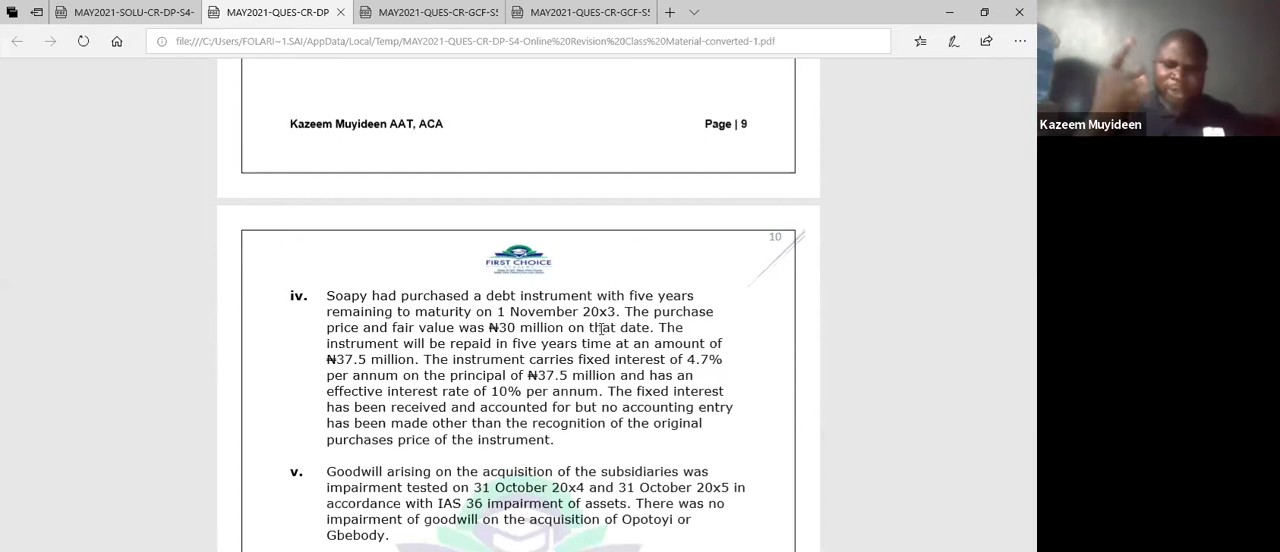 MAY2021-SOLU-CR-DP-S4-
MAY2021-QUES-CR-DP
MAY2021-QUES-CR-GCF-S5
MAY2021-QUES-CR-GCF-S5
file:///C:/Users/FOLARI~1.SAI/AppData/Local/Temp/MAY2021-QUES-CR-DP-S4-Online%20Revision%20Class%20Material-converted-1.pdf
Kazeem Muyideen
Kazeem Muyideen AAT, ACA
Page | 9
10
FIRST CHOICE
iv. Soapy had purchased a debt instrument with five years
remaining to maturity on 1 November 20x3. The purchase
price and fair value was ₦30 million on that date. The
instrument will be repaid in five years time at an amount of
₦37.5 million. The instrument carries fixed interest of 4.7%
per annum on the principal of ₦37.5 million and has an
effective interest rate of 10% per annum. The fixed interest
has been received and accounted for but no accounting entry
has been made other than the recognition of the original
purchases price of the instrument.
v. Goodwill arising on the acquisition of the subsidiaries was
impairment tested on 31 October 20x4 and 31 October 20x5 in
accordance with IAS 36 impairment of assets. There was no
impairment of goodwill on the acquisition of Opotoyi or
Gbebody.